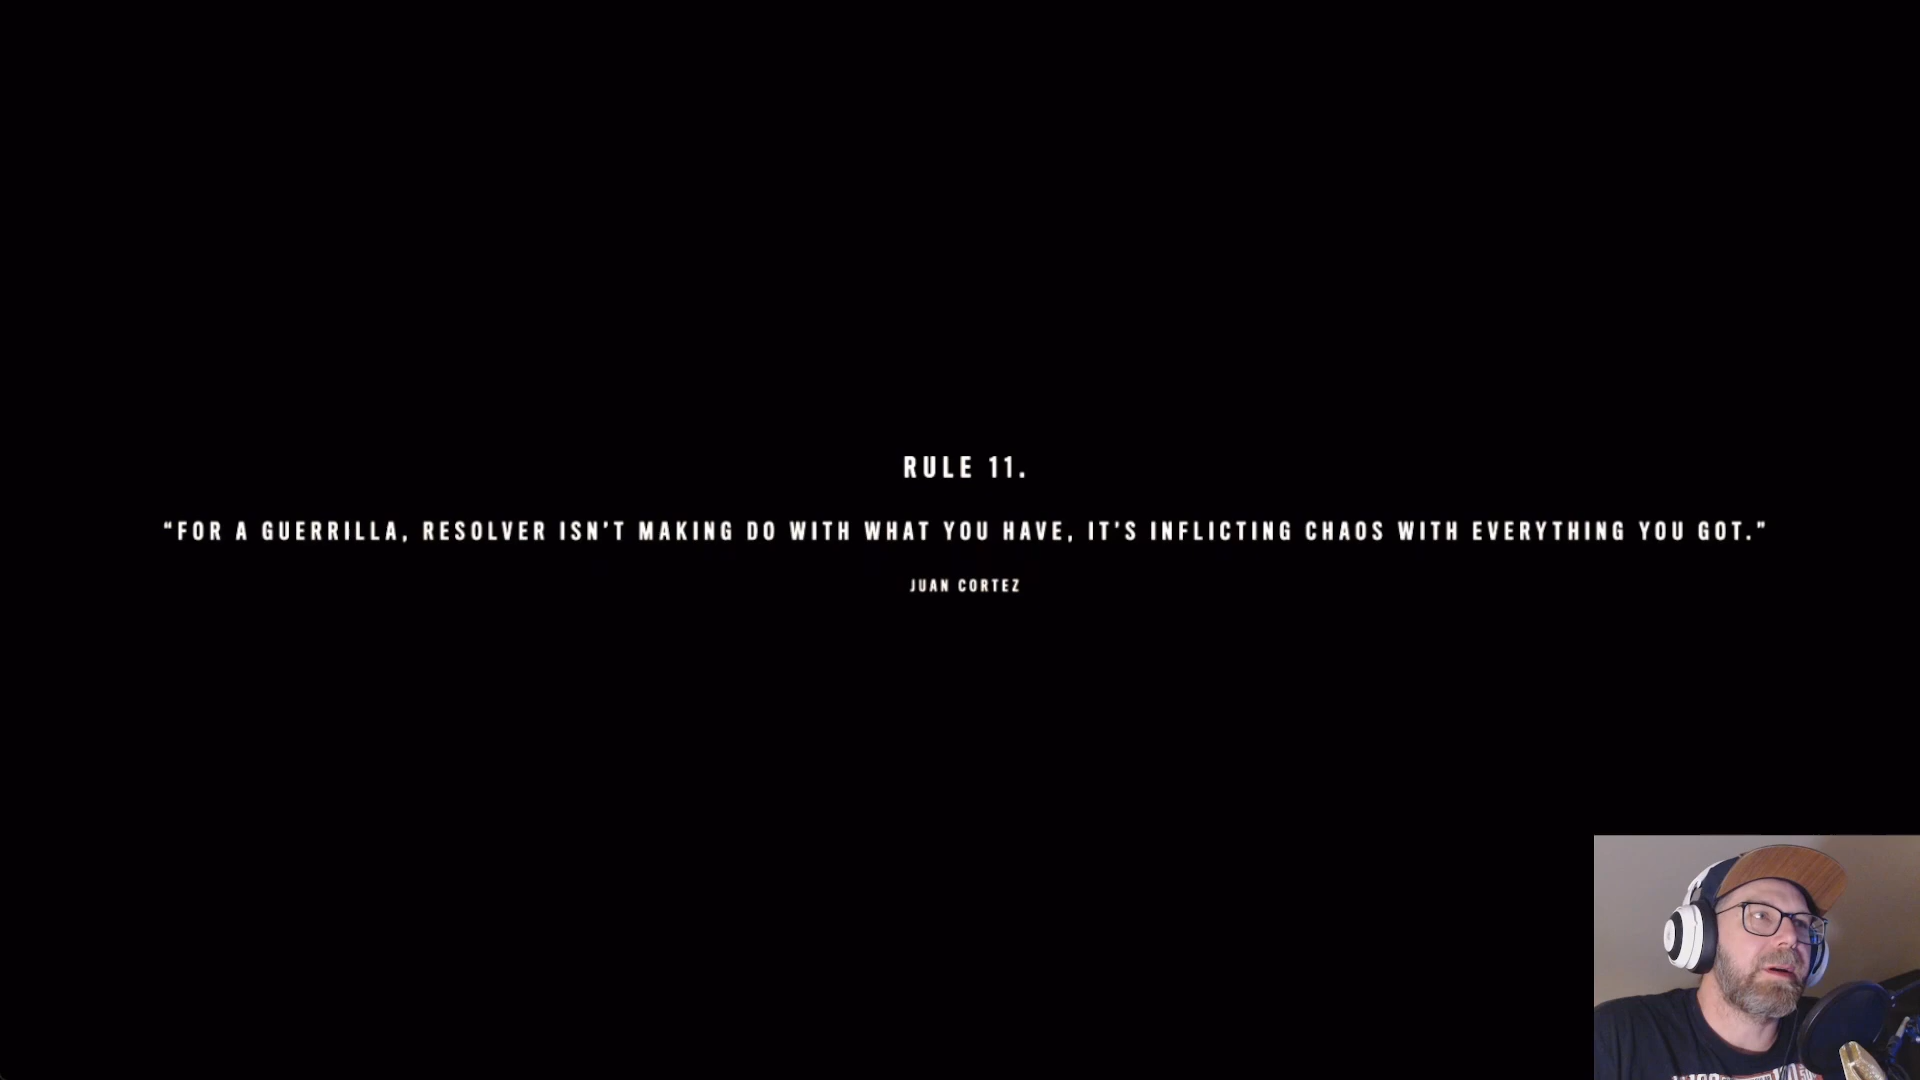 RULE 11.
“FOR A GUERRILLA, RESOLVER ISN’T MAKING DO WITH WHAT YOU HAVE, IT’S INFLICTING CHAOS WITH EVERYTHING YOU GOT.”
JUAN CORTEZ